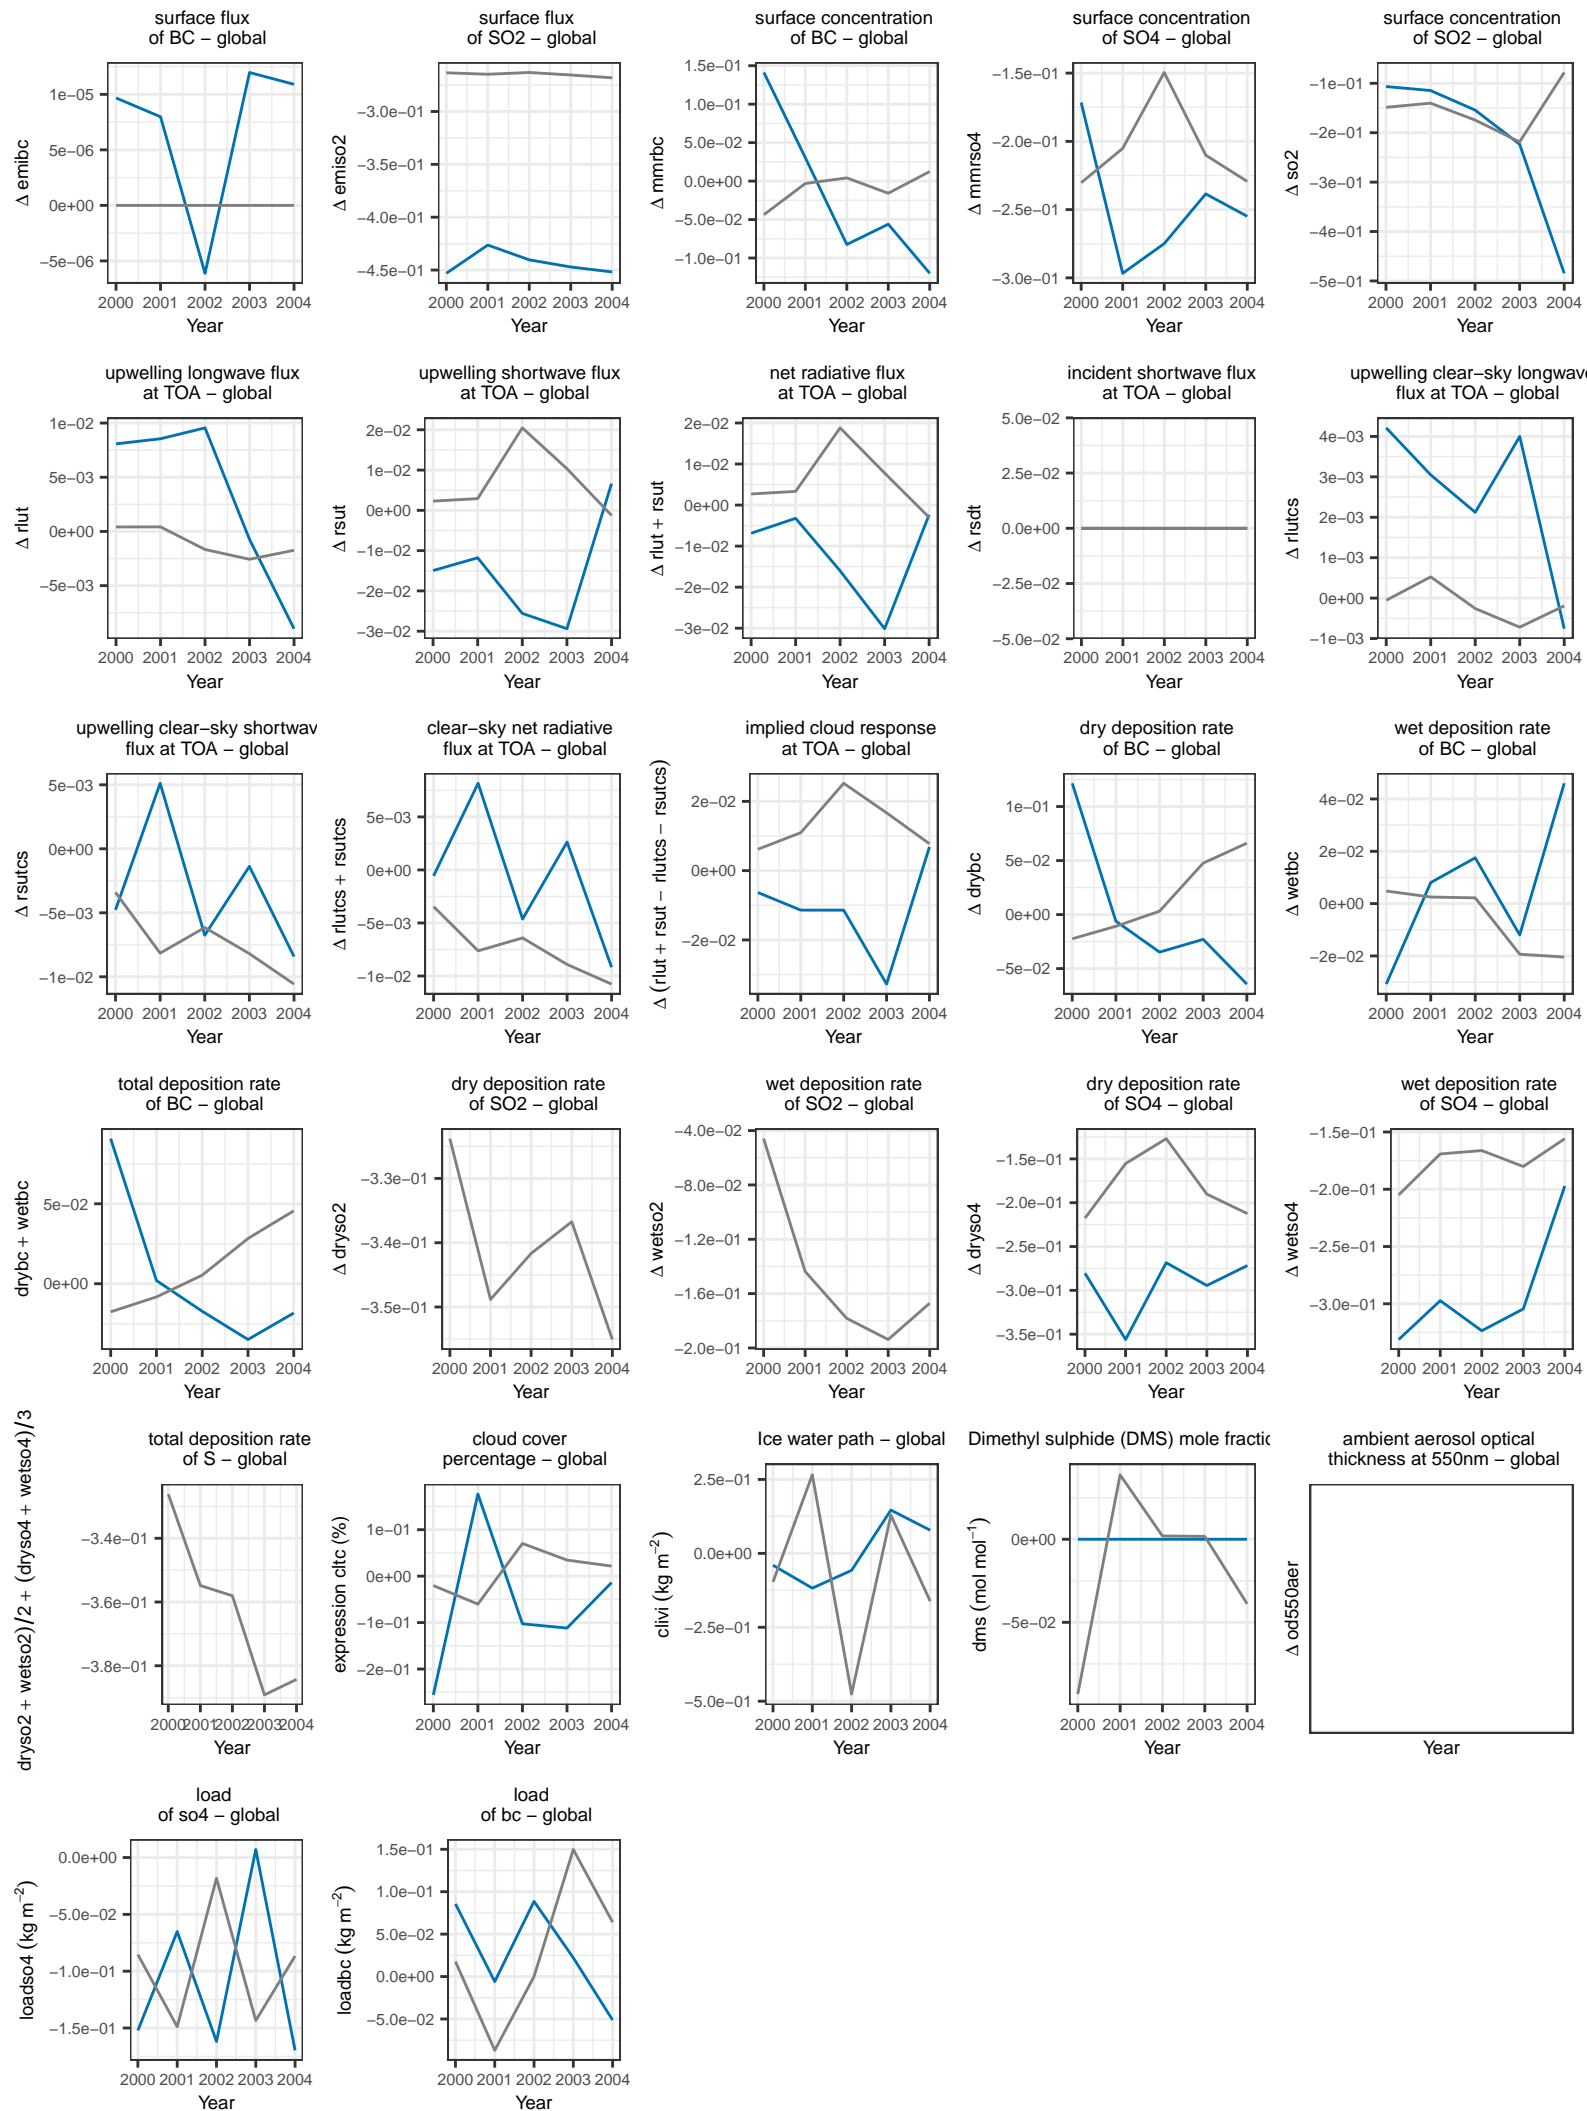 surface flux
of BC − global
Δ emibc
1e−05
5e−06
0e+00
−5e−06
2000 2001 2002 2003 2004
Year
surface flux
of SO2 − global
Δ emiso2
−3.0e−01
−3.5e−01
−4.0e−01
−4.5e−01
2000 2001 2002 2003 2004
Year
surface concentration
of BC − global
Δ mmrbc
1.5e−01
1.0e−01
5.0e−02
0.0e+00
−5.0e−02
−1.0e−01
2000 2001 2002 2003 2004
Year
surface concentration
of SO4 − global
Δ mmrso4
−1.5e−01
−2.0e−01
−2.5e−01
−3.0e−01
2000 2001 2002 2003 2004
Year
surface concentration
of SO2 − global
Δ so2
−1e−01
−2e−01
−3e−01
−4e−01
−5e−01
2000 2001 2002 2003 2004
Year
upwelling longwave flux
at TOA − global
Δ rlut
1e−02
5e−03
0e+00
−5e−03
2000 2001 2002 2003 2004
Year
upwelling shortwave flux
at TOA − global
Δ rsut
2e−02
1e−02
0e+00
−1e−02
−2e−02
−3e−02
2000 2001 2002 2003 2004
Year
net radiative flux
at TOA − global
Δ rlut + rsut
2e−02
1e−02
0e+00
−1e−02
−2e−02
−3e−02
2000 2001 2002 2003 2004
Year
incident shortwave flux
at TOA − global
Δ rsdt
5.0e−02
2.5e−02
0.0e+00
−2.5e−02
−5.0e−02
2000 2001 2002 2003 2004
Year
upwelling clear−sky longwave
flux at TOA − global
Δ rlutcs
4e−03
3e−03
2e−03
1e−03
0e+00
−1e−03
2000 2001 2002 2003 2004
Year
upwelling clear−sky shortwav
flux at TOA − global
Δ rsutcs
5e−03
0e+00
−5e−03
−1e−02
2000 2001 2002 2003 2004
Year
clear−sky net radiative
flux at TOA − global
Δ rlutcs + rsutcs
5e−03
0e+00
−5e−03
−1e−02
2000 2001 2002 2003 2004
Year
implied cloud response
at TOA − global
Δ (rlut + rsut − rlutcs − rsutcs)
2e−02
0e+00
−2e−02
2000 2001 2002 2003 2004
Year
dry deposition rate
of BC − global
Δ drybc
1e−01
5e−02
0e+00
−5e−02
2000 2001 2002 2003 2004
Year
wet deposition rate
of BC − global
Δ wetbc
4e−02
2e−02
0e+00
−2e−02
2000 2001 2002 2003 2004
Year
total deposition rate
of BC − global
drybc + wetbc
5e−02
0e+00
2000 2001 2002 2003 2004
Year
dry deposition rate
of SO2 − global
Δ dryso2
−3.3e−01
−3.4e−01
−3.5e−01
2000 2001 2002 2003 2004
Year
wet deposition rate
of SO2 − global
Δ wetso2
−4.0e−02
−8.0e−02
−1.2e−01
−1.6e−01
−2.0e−01
2000 2001 2002 2003 2004
Year
dry deposition rate
of SO4 − global
Δ dryso4
−1.5e−01
−2.0e−01
−2.5e−01
−3.0e−01
−3.5e−01
2000 2001 2002 2003 2004
Year
wet deposition rate
of SO4 − global
Δ wetso4
−1.5e−01
−2.0e−01
−2.5e−01
−3.0e−01
2000 2001 2002 2003 2004
Year
total deposition rate
of S − global
dryso2 + wetso2)/2 + (dryso4 + wetso4)/3
−3.4e−01
−3.6e−01
−3.8e−01
2000 2001 2002 2003 2004
Year
cloud cover
percentage − global
expression cltc (%)
1e−01
0e+00
−1e−01
−2e−01
2000 2001 2002 2003 2004
Year
Ice water path − global
clivi (kg m⁻²)
2.5e−01
0.0e+00
−2.5e−01
−5.0e−01
2000 2001 2002 2003 2004
Year
Dimethyl sulphide (DMS) mole fractic
dms (mol mol⁻¹)
0e+00
−5e−02
2000 2001 2002 2003 2004
Year
ambient aerosol optical
thickness at 550nm − global
Δ od550aer
Year
load
of so4 − global
loadso4 (kg m⁻²)
0.0e+00
−5.0e−02
−1.0e−01
−1.5e−01
2000 2001 2002 2003 2004
Year
load
of bc − global
loadbc (kg m⁻²)
1.5e−01
1.0e−01
5.0e−02
0.0e+00
−5.0e−02
2000 2001 2002 2003 2004
Year